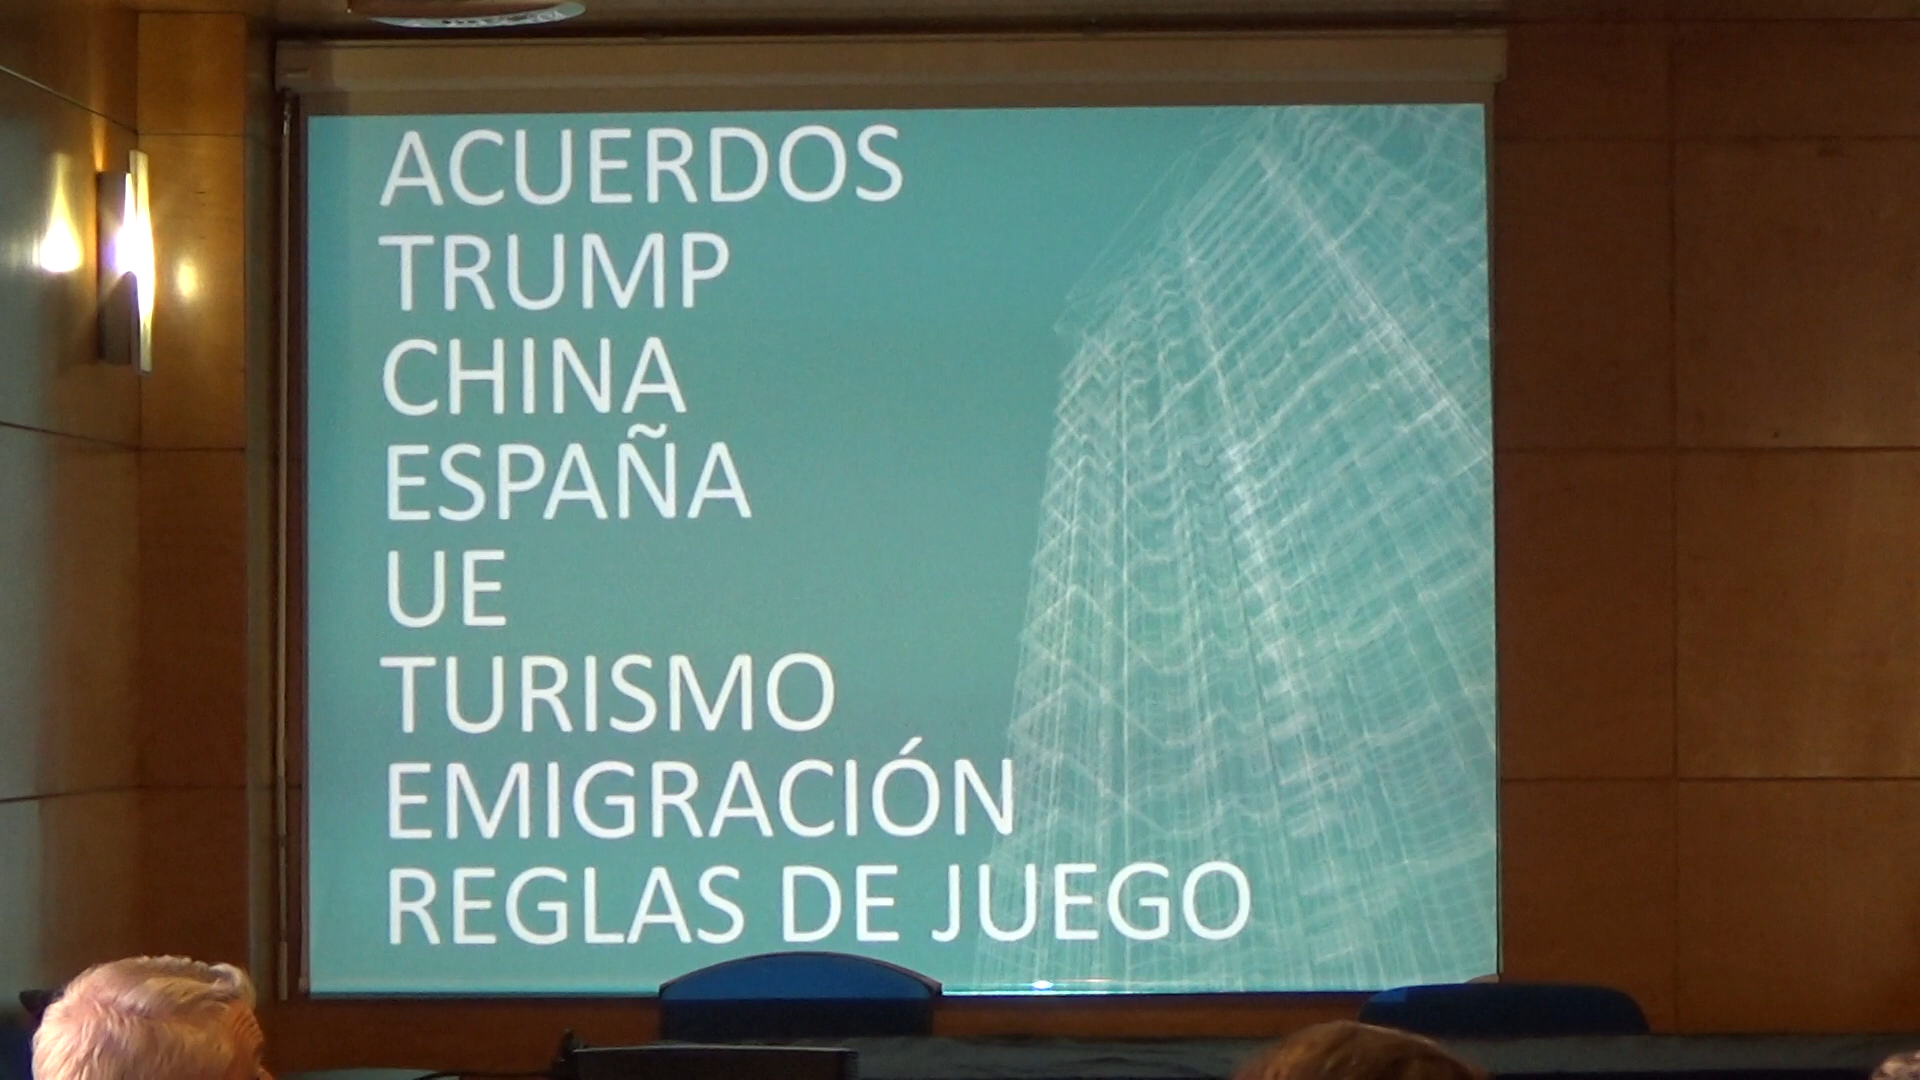 ACUERDOS
TRUMP
CHINA
ESPAÑA
UE
TURISMO
EMIGRACIÓN
REGLAS DE JUEGO